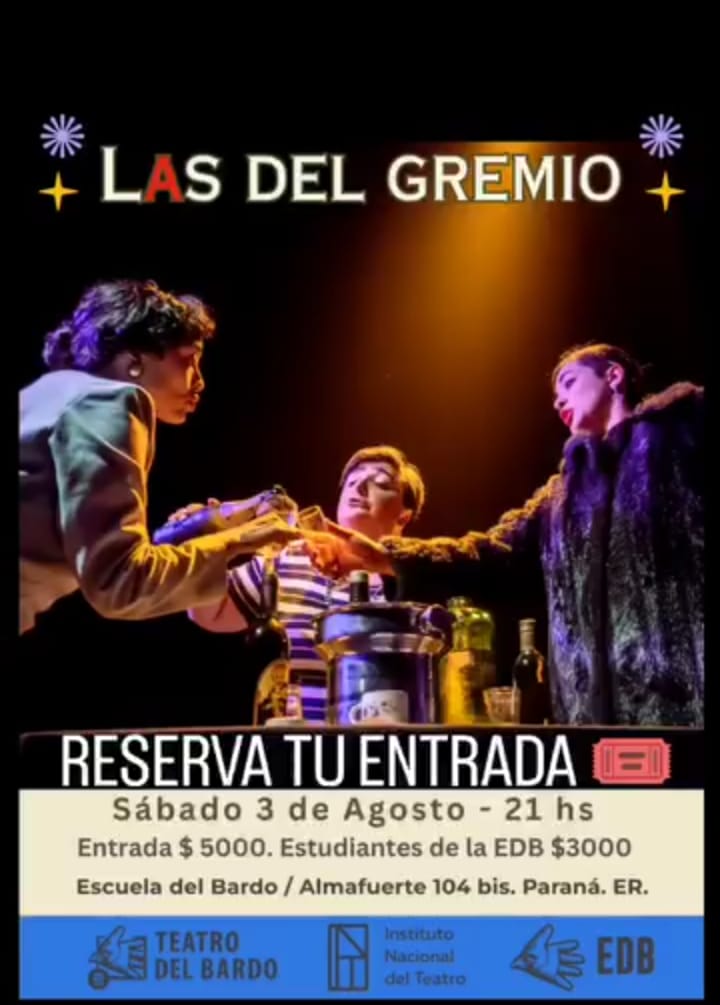 LAS DEL GREMIO
RESERVA TU ENTRADA
Sábado 3 de Agosto - 21 hs
Entrada $ 5000. Estudiantes de la EDB $3000
Escuela del Bardo / Almafuerte 104 bis. Paraná. ER.
TEATRO
DEL BARDO
Instituto
Nacional
del Teatro
EDB